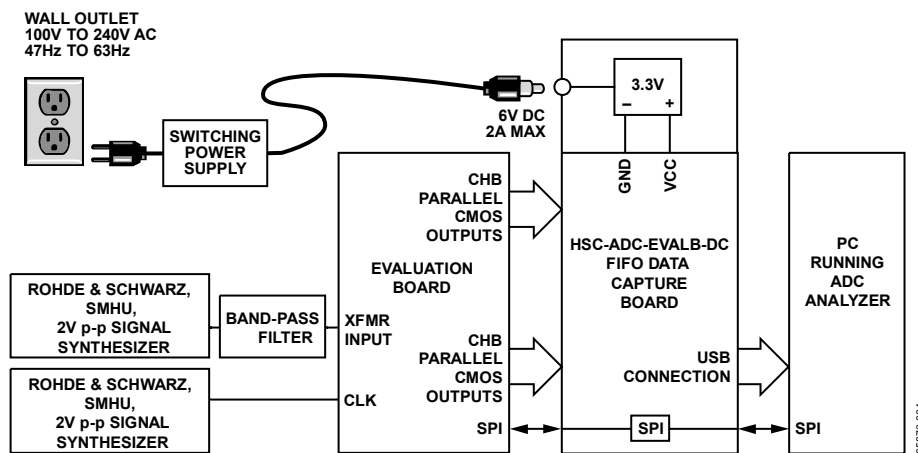 WALL OUTLET
100V TO 240V AC
47Hz TO 63Hz
SWITCHING
POWER
SUPPLY
6V DC
2A MAX
3.3V
– +
GND
VCC
CHB
PARALLEL
CMOS
OUTPUTS
EVALUATION
BOARD
HSC-ADC-EVALB-DC
FIFO DATA
CAPTURE
BOARD
PC
RUNNING
ADC
ANALYZER
ROHDE & SCHWARZ,
SMHU,
2V p-p SIGNAL
SYNTHESIZER
BAND-PASS
FILTER
XFMR
INPUT
CHB
PARALLEL
CMOS
OUTPUTS
USB
CONNECTION
ROHDE & SCHWARZ,
SMHU,
2V p-p SIGNAL
SYNTHESIZER
CLK
SPI
SPI
SPI